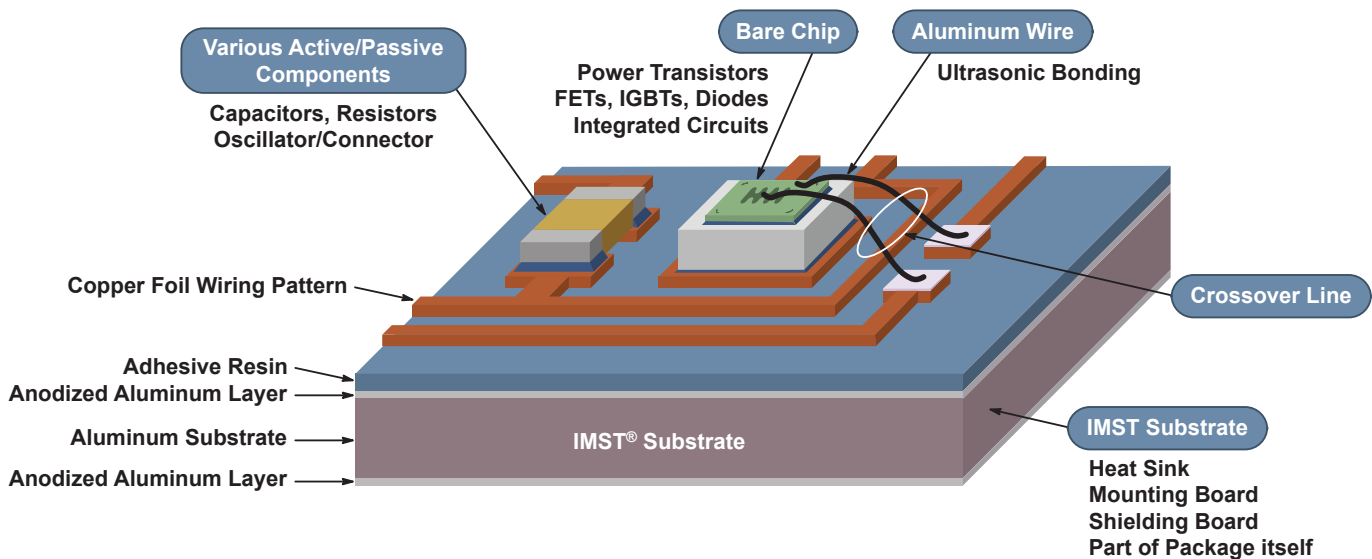 Various Active/Passive
Components
Capacitors, Resistors
Oscillator/Connector
Bare Chip
Power Transistors
FETs, IGBTs, Diodes
Integrated Circuits
Aluminum Wire
Ultrasonic Bonding
Copper Foil Wiring Pattern
Crossover Line
Adhesive Resin
Anodized Aluminum Layer
Aluminum Substrate
Anodized Aluminum Layer
IMST® Substrate
IMST Substrate
Heat Sink
Mounting Board
Shielding Board
Part of Package itself